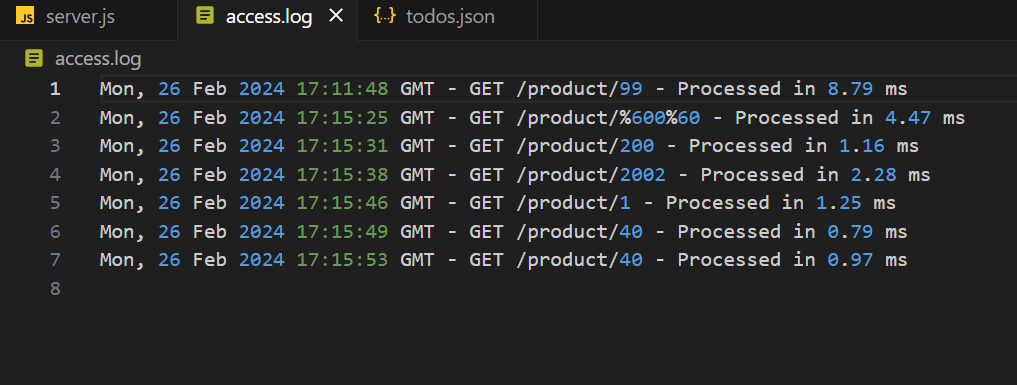 JS server.js access.log × {··} todos.json
access.log
1 Mon, 26 Feb 2024 17:11:48 GMT - GET /product/99 - Processed in 8.79 ms
2 Mon, 26 Feb 2024 17:15:25 GMT - GET /product/%600%60 - Processed in 4.47 ms
3 Mon, 26 Feb 2024 17:15:31 GMT - GET /product/200 - Processed in 1.16 ms
4 Mon, 26 Feb 2024 17:15:38 GMT - GET /product/2002 - Processed in 2.28 ms
5 Mon, 26 Feb 2024 17:15:46 GMT - GET /product/1 - Processed in 1.25 ms
6 Mon, 26 Feb 2024 17:15:49 GMT - GET /product/40 - Processed in 0.79 ms
7 Mon, 26 Feb 2024 17:15:53 GMT - GET /product/40 - Processed in 0.97 ms
8